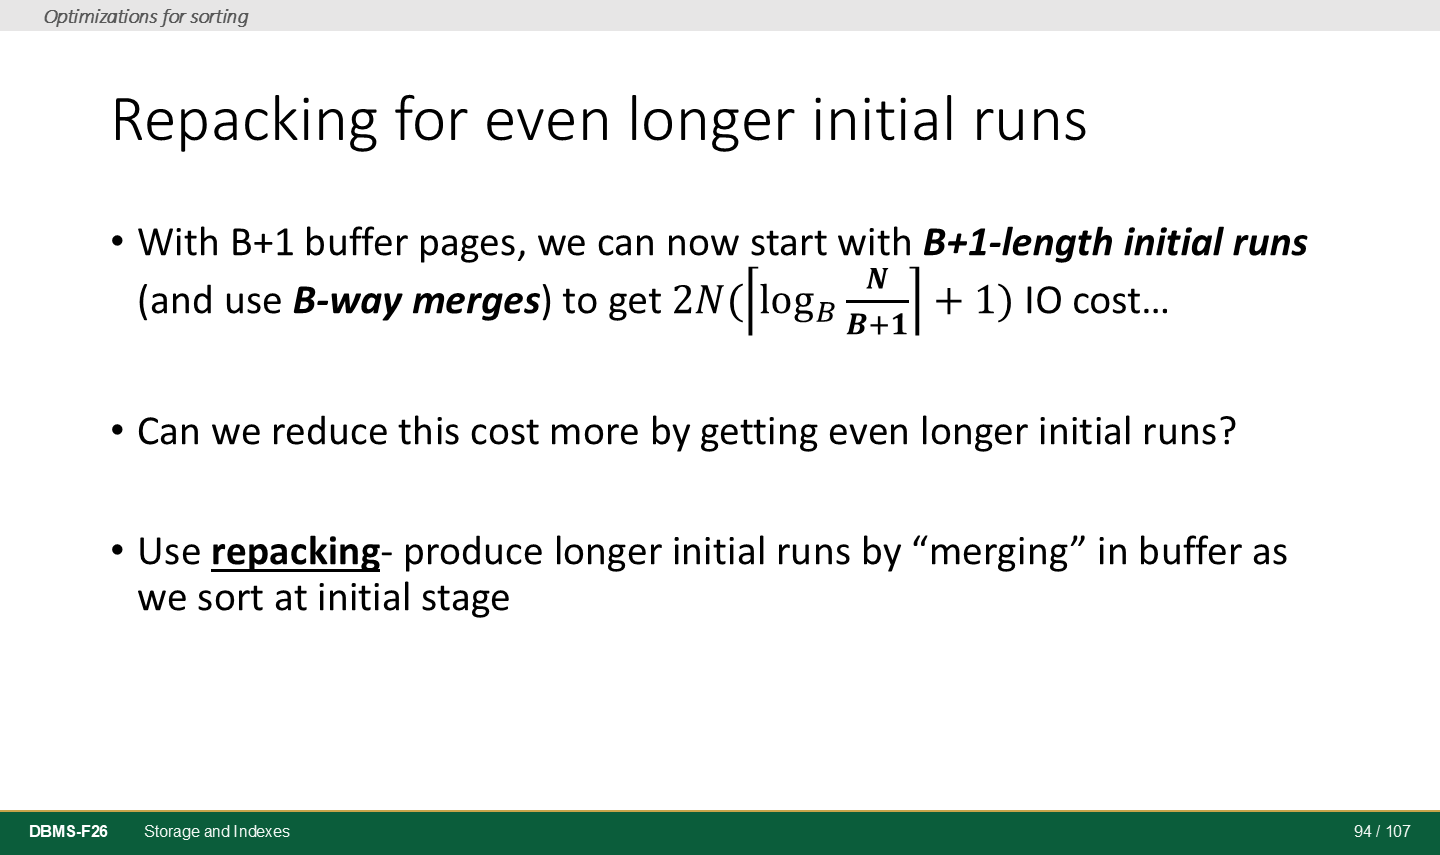 Optimizations for sorting
Repacking for even longer initial runs
• With B+1 buffer pages, we can now start with B+1-length initial runs
(and use B-way merges) to get 2N(⌈log_B N/B+1⌉ + 1) IO cost…
• Can we reduce this cost more by getting even longer initial runs?
• Use repacking- produce longer initial runs by “merging” in buffer as
we sort at initial stage
DBMS-F26 Storage and Indexes 94 / 107